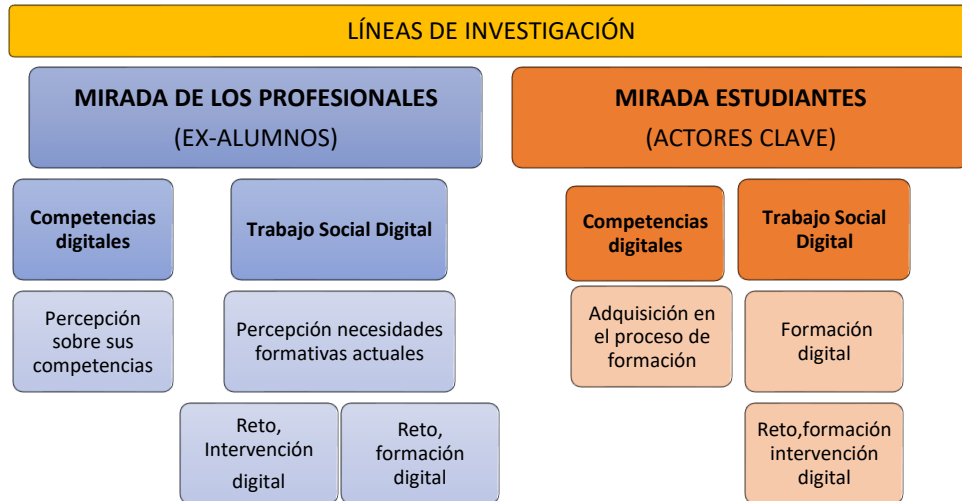 LÍNEAS DE INVESTIGACIÓN
MIRADA DE LOS PROFESIONALES
(EX-ALUMNOS)
MIRADA ESTUDIANTES
(ACTORES CLAVE)
Competencias
digitales
Trabajo Social Digital
Competencias
digitales
Trabajo Social
Digital
Percepción
sobre sus
competencias
Percepción necesidades
formativas actuales
Adquisición en
el proceso de
formación
Formación
digital
Reto,
Intervención
digital
Reto,
formación
digital
Reto,formación
intervención
digital